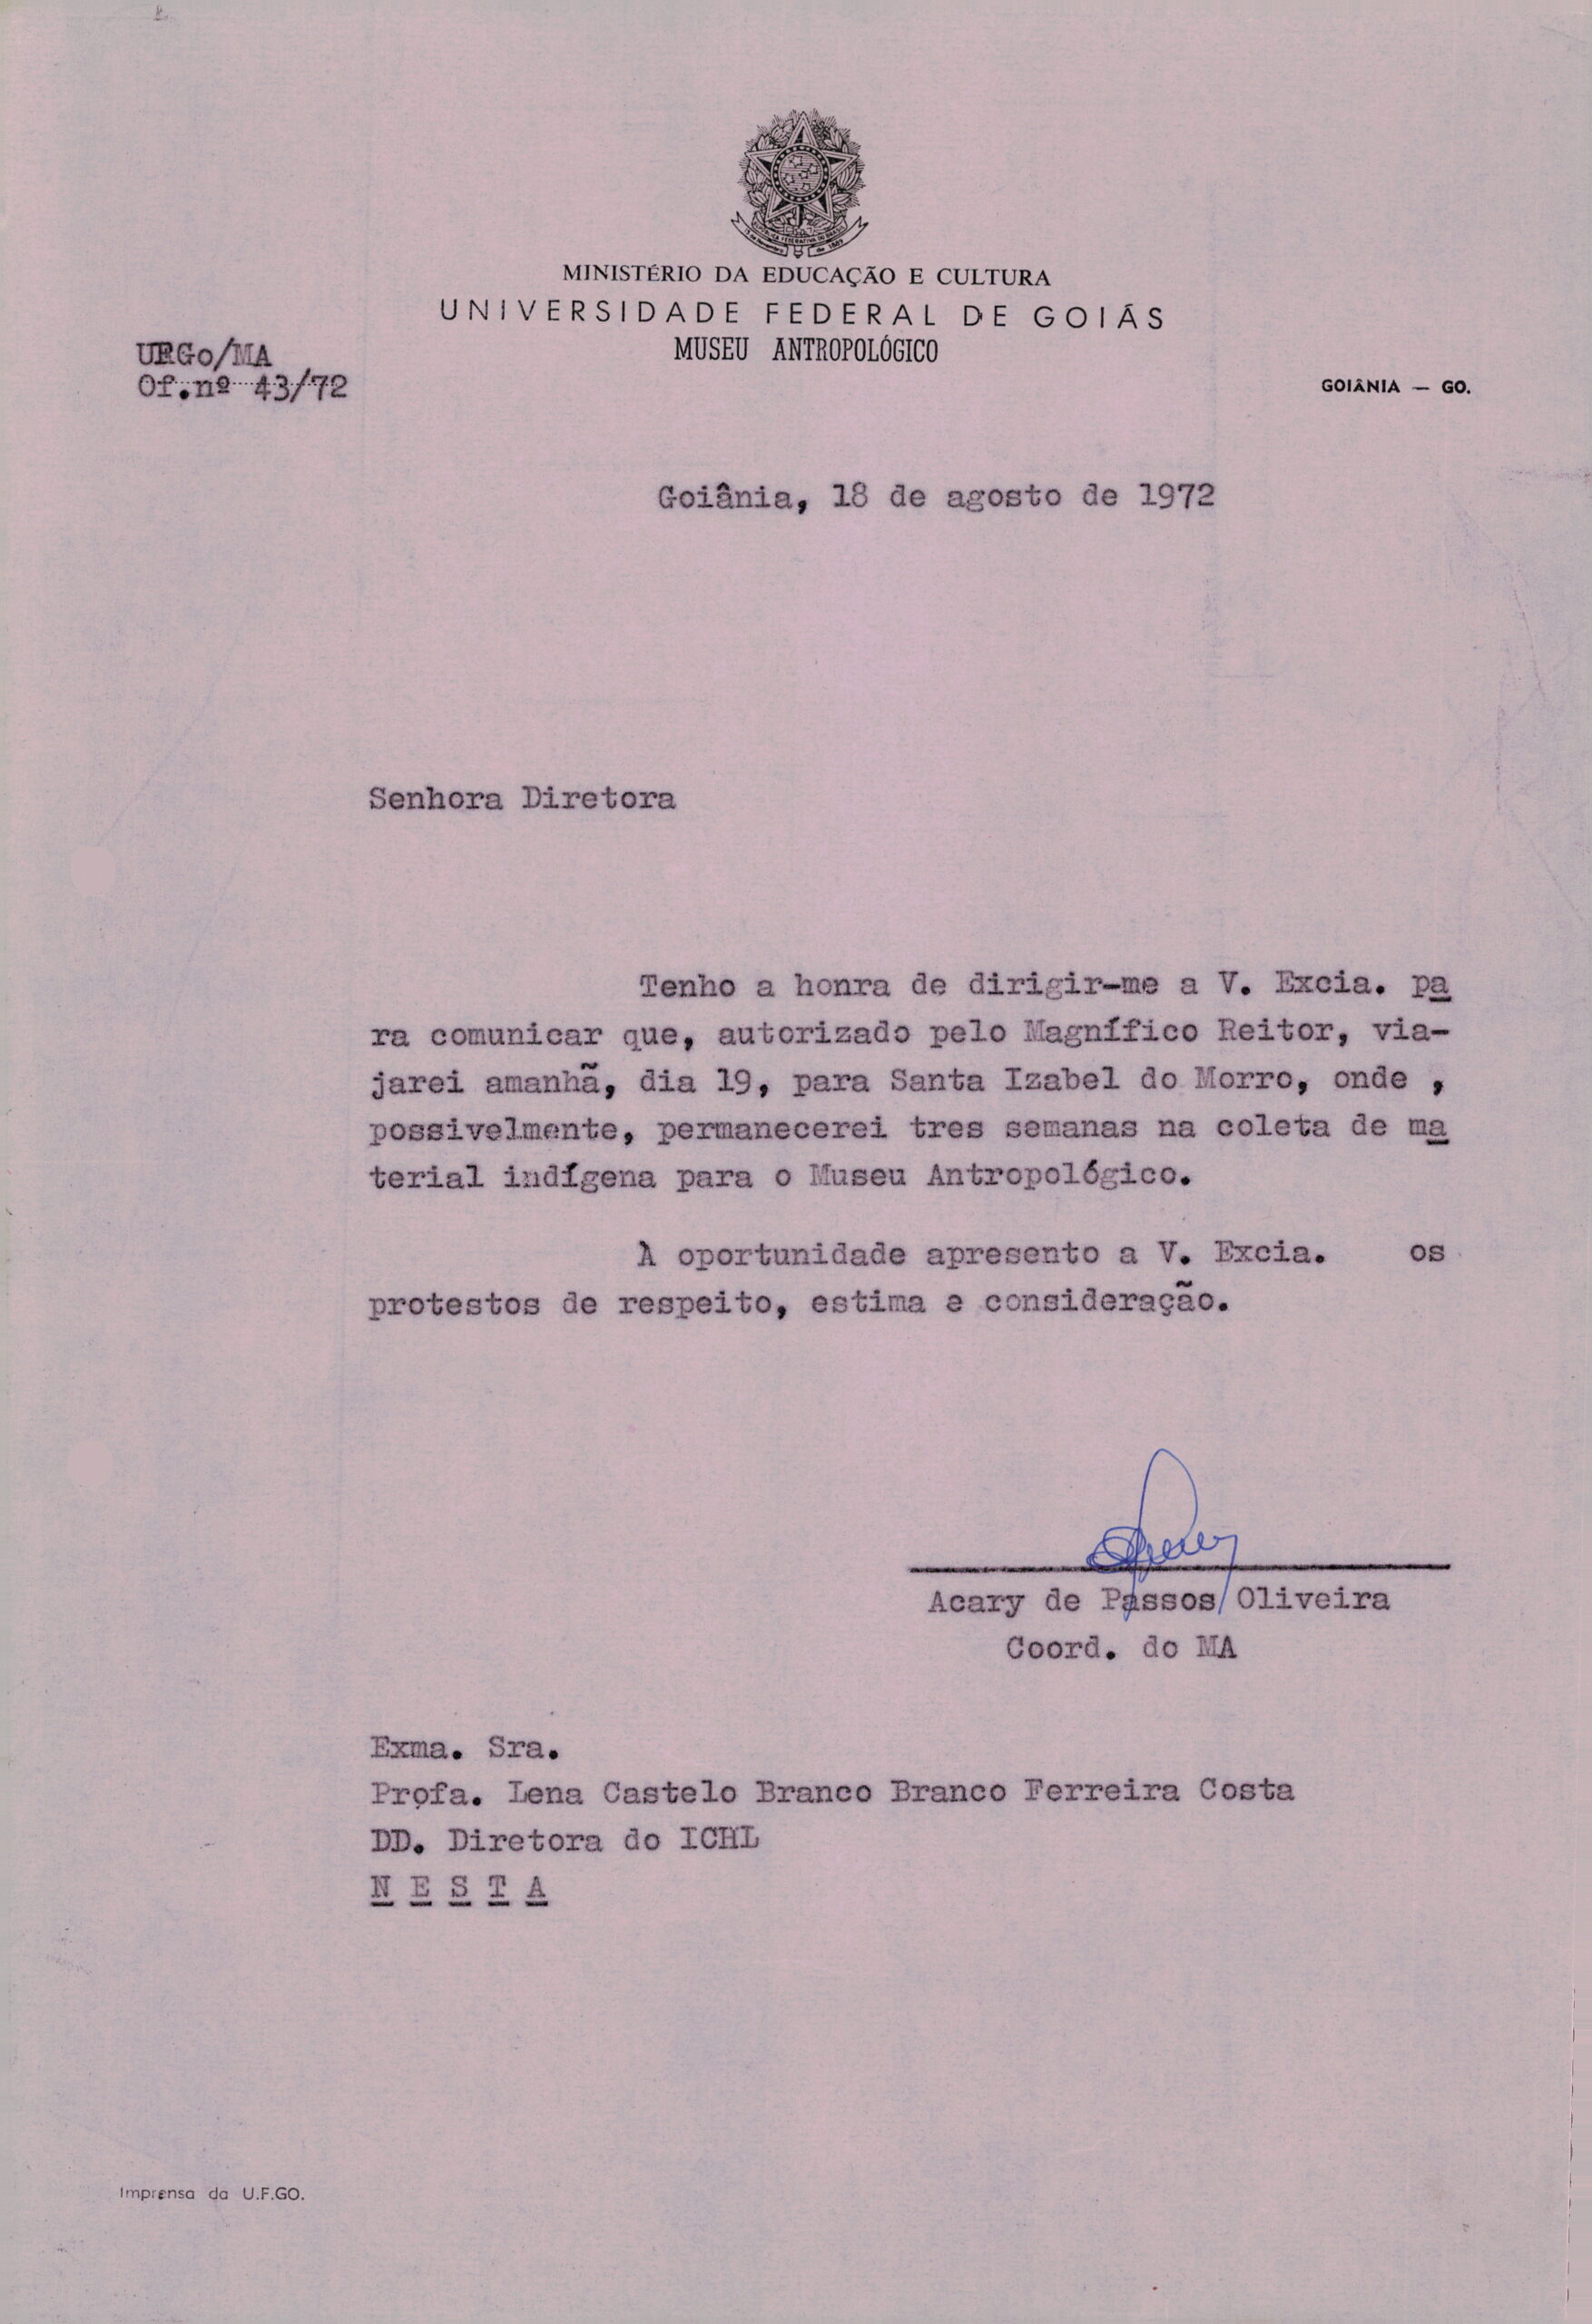 MINISTÉRIO DA EDUCAÇÃO E CULTURA
UNIVERSIDADE FEDERAL DE GOIÁS
MUSEU ANTROPOLÓGICO
UFGo/MA
Of.nº 43/72
GOIÂNIA — GO.
Goiânia, 18 de agosto de 1972
Senhora Diretora
Tenho a honra de dirigir-me a V. Excia. pa
ra comunicar que, autorizado pelo Magnífico Reitor, via-
jarei amanhã, dia 19, para Santa Izabel do Morro, onde ,
possivelmente, permanecerei tres semanas na coleta de ma
terial indígena para o Museu Antropológico.
A oportunidade apresento a V. Excia. os
protestos de respeito, estima e consideração.
Acary de Passos Oliveira
Coord. do MA
Exma. Sra.
Profa. Lena Castelo Branco Branco Ferreira Costa
DD. Diretora do ICHL
N E S T A
Imprensa da U.F.GO.